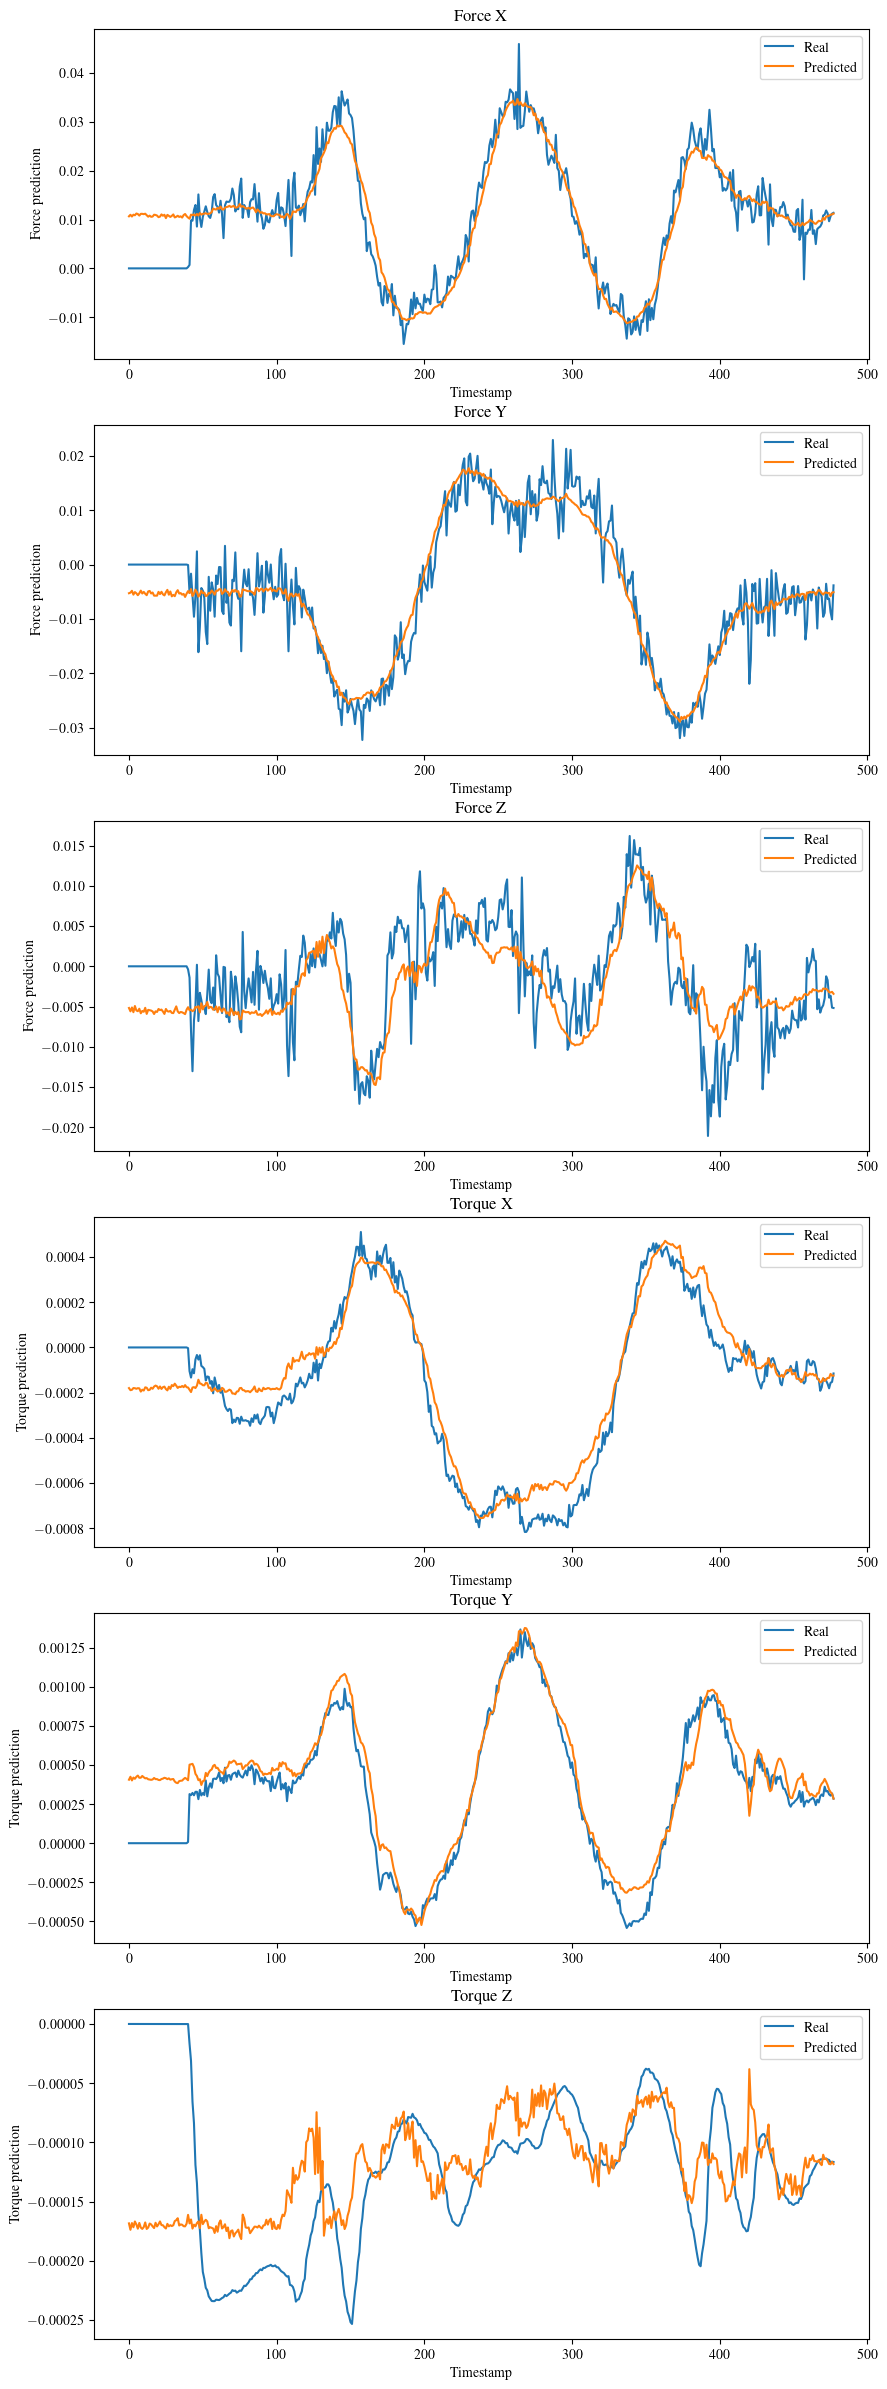 Force X
Real
Predicted
0.04
0.03
0.02
0.01
0.00
−0.01
Force prediction
0 100 200 300 400 500
Timestamp
Force Y
Real
Predicted
0.02
0.01
0.00
−0.01
−0.02
−0.03
Force prediction
0 100 200 300 400 500
Timestamp
Force Z
Real
Predicted
0.015
0.010
0.005
0.000
−0.005
−0.010
−0.015
−0.020
Force prediction
0 100 200 300 400 500
Timestamp
Torque X
Real
Predicted
0.0004
0.0002
0.0000
−0.0002
−0.0004
−0.0006
−0.0008
Torque prediction
0 100 200 300 400 500
Timestamp
Torque Y
Real
Predicted
0.00125
0.00100
0.00075
0.00050
0.00025
0.00000
−0.00025
−0.00050
Torque prediction
0 100 200 300 400 500
Timestamp
Torque Z
Real
Predicted
0.00000
−0.00005
−0.00010
−0.00015
−0.00020
−0.00025
Torque prediction
0 100 200 300 400 500
Timestamp